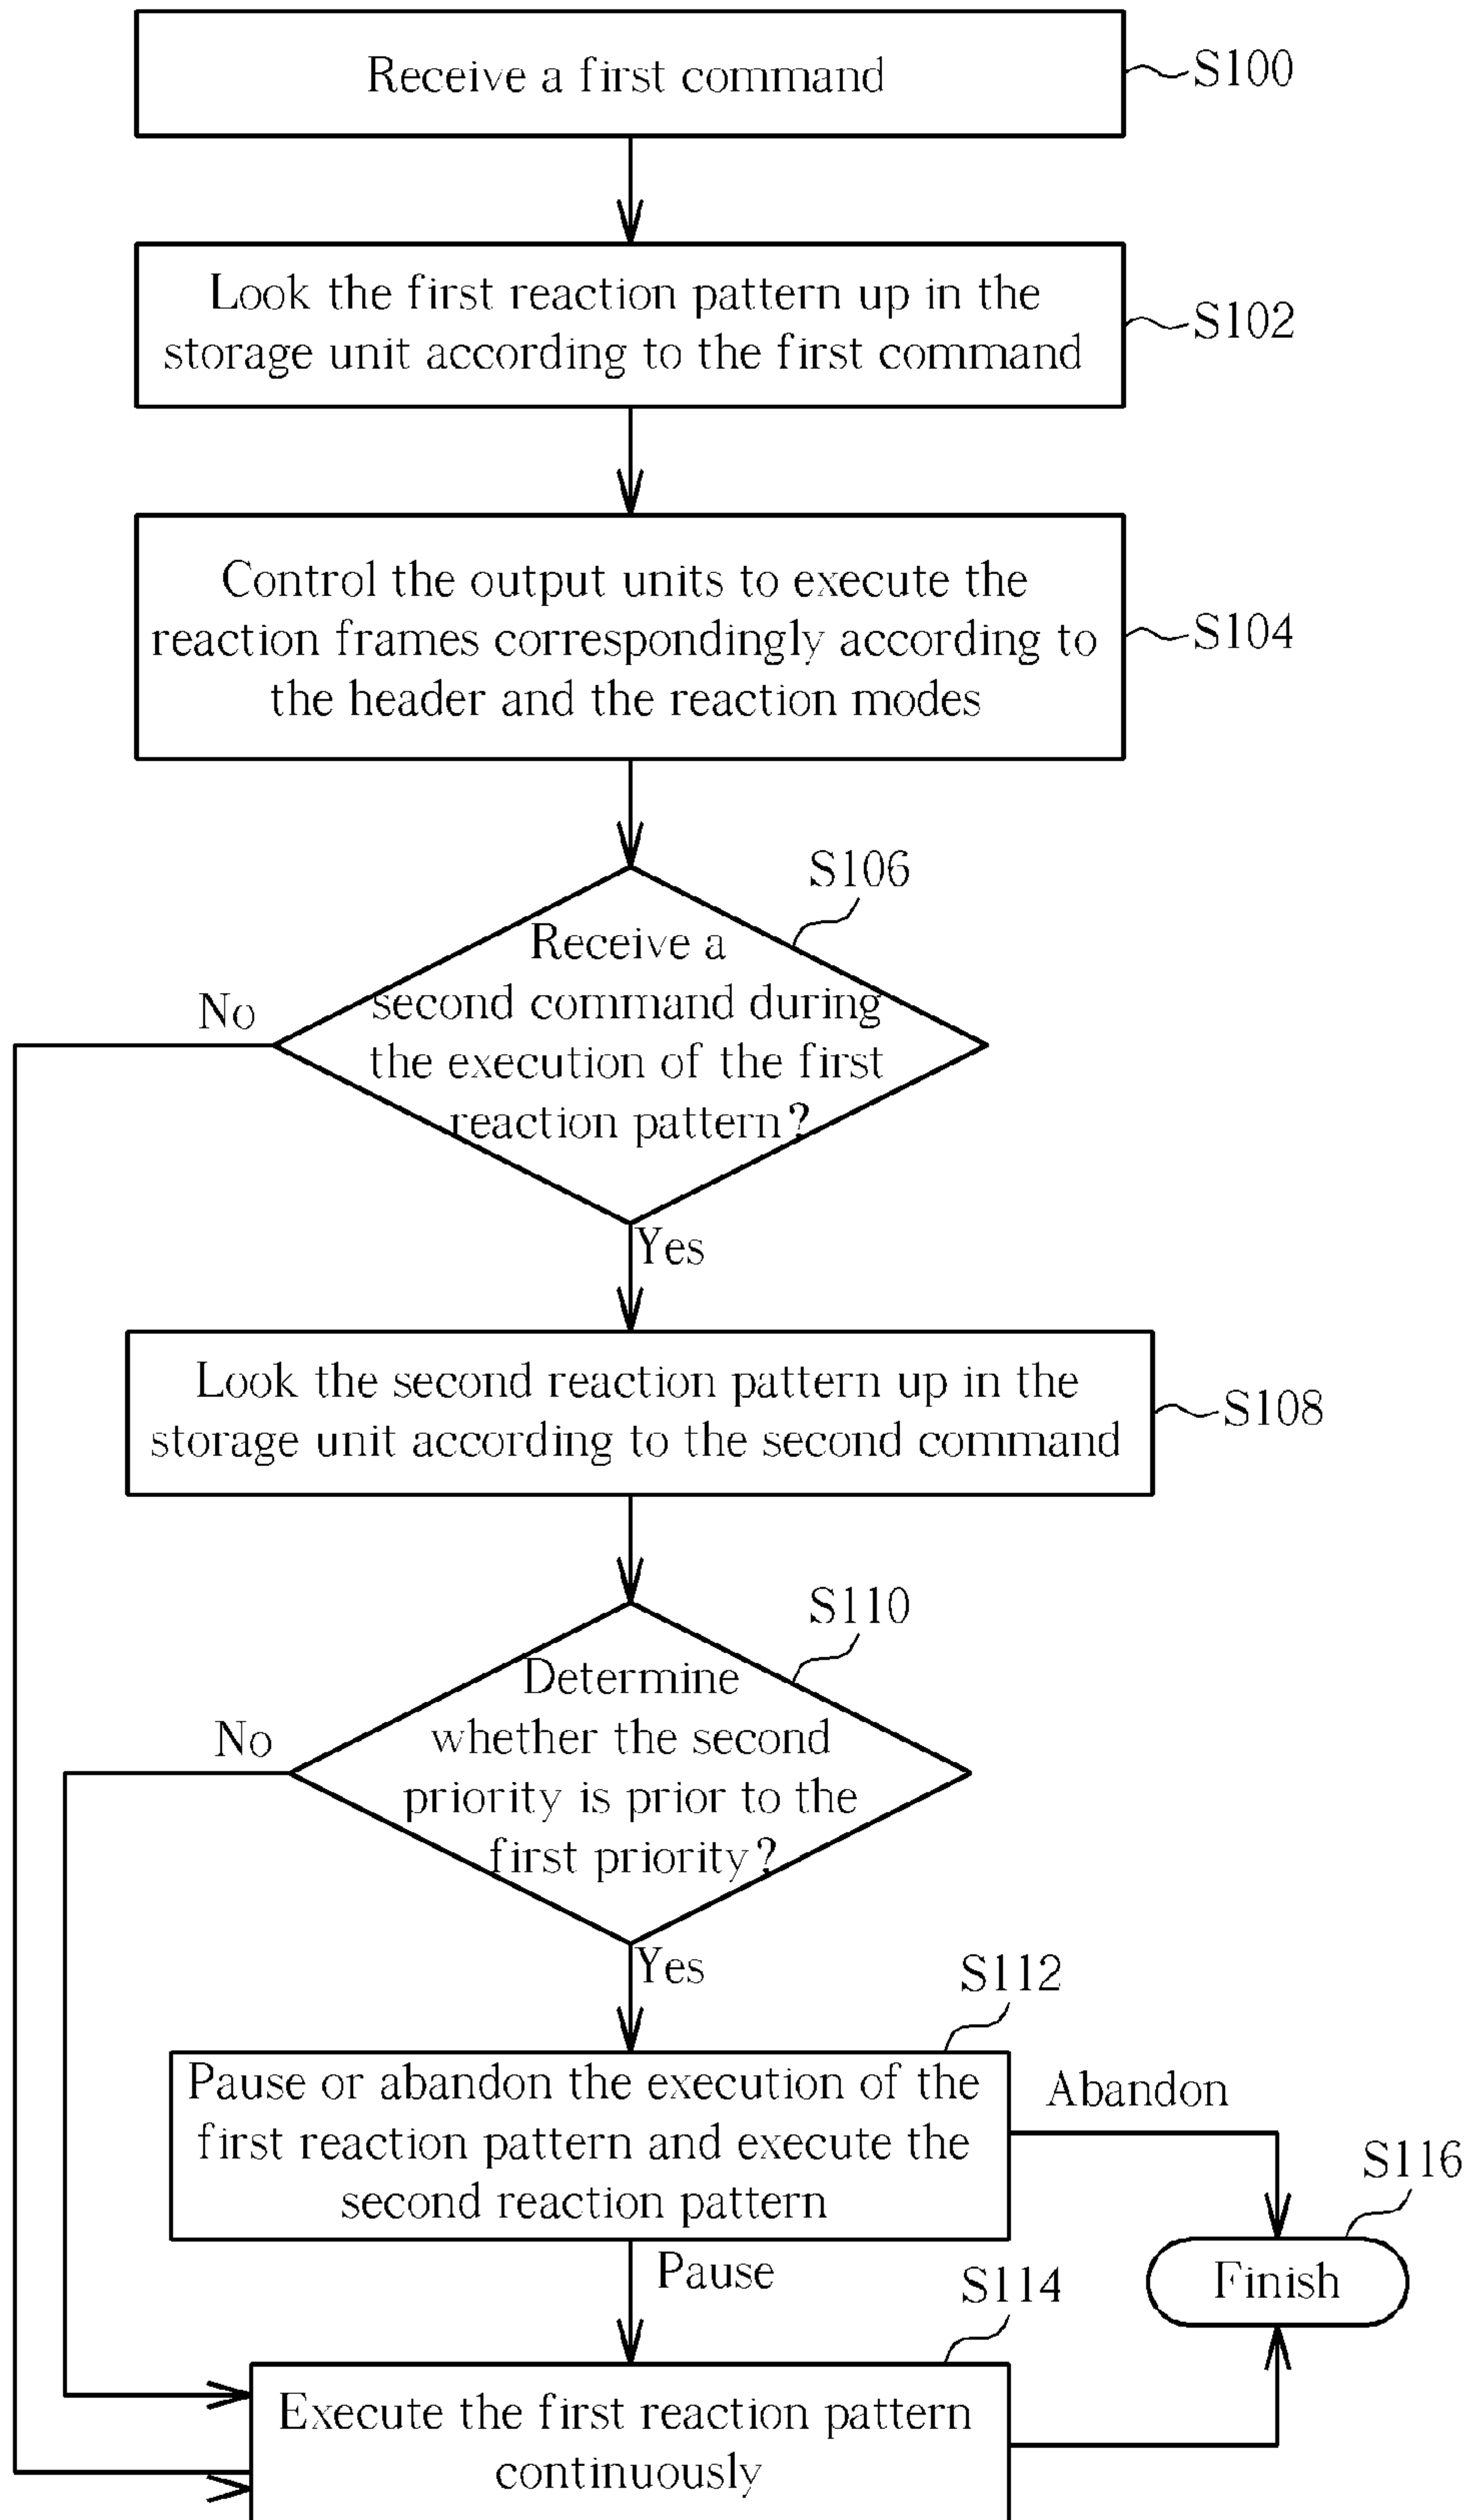 Receive a first command
S100
Look the first reaction pattern up in the
storage unit according to the first command
S102
Control the output units to execute the
reaction frames correspondingly according to
the header and the reaction modes
S104
S106
Receive a
second command during
the execution of the first
reaction pattern?
No
Yes
Look the second reaction pattern up in the
storage unit according to the second command
S108
S110
Determine
whether the second
priority is prior to the
first priority?
No
Yes
S112
Pause or abandon the execution of the
first reaction pattern and execute the
second reaction pattern
Abandon
S116
Finish
Pause
S114
Execute the first reaction pattern
continuously